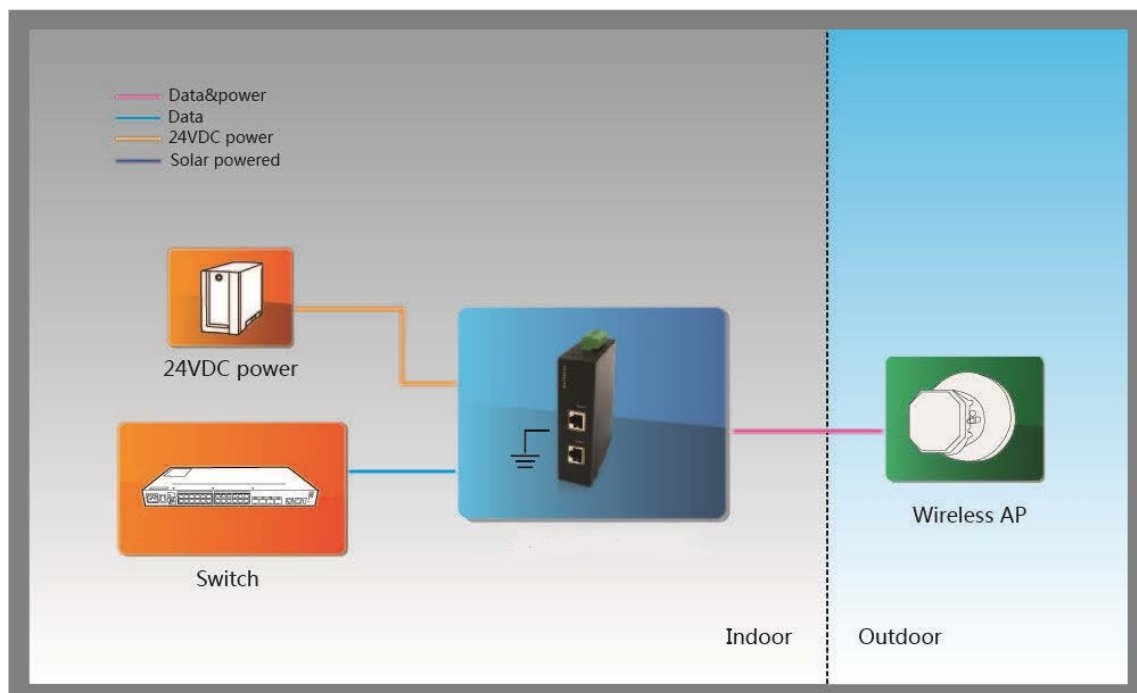 Data&power
Data
24VDC power
Solar powered
24VDC power
Switch
Wireless AP
Indoor
Outdoor